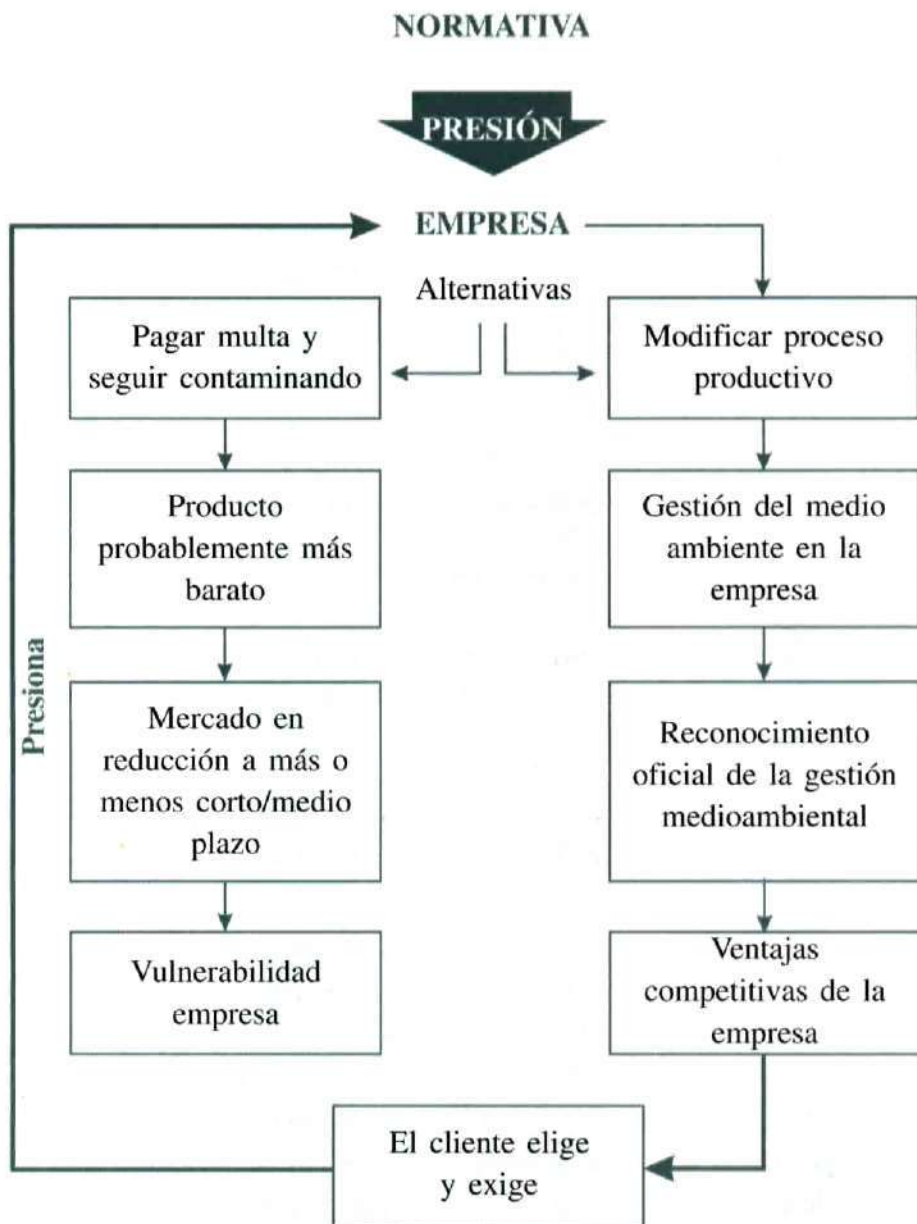 NORMATIVA
PRESIÓN
EMPRESA
Alternativas
Pagar multa y
seguir contaminando
Modificar proceso
productivo
Producto
probablemente más
barato
Gestión del medio
ambiente en la
empresa
Presiona
Mercado en
reducción a más o
menos corto/medio
plazo
Reconocimiento
oficial de la gestión
medioambiental
Vulnerabilidad
empresa
Ventajas
competitivas de la
empresa
El cliente elige
y exige